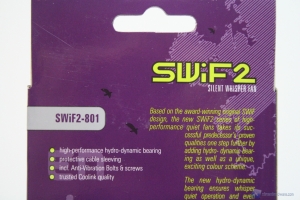 SWiF2
SILENT WHISPER FAN
SWiF2-801
high-performance hydro-dynamic bearing
protective cable sleeving
incl. Anti-Vibration Bolts & screws
trusted Coolink quality
Based on the award-winning original SWiF
design, the new SWiF2 series of high-
performance quiet fans takes its suc-
cessful predecessor's proven
qualities one step further by
adding hydro- dynamic Bear-
ing as well as a unique,
exciting colour scheme.
The new hydro-dynamic
bearing ensures whisper
quiet operation and ever